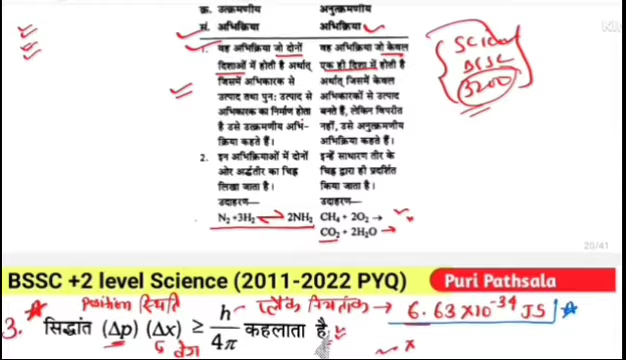 क्र. उत्क्रमणीय अनुत्क्रमणीय
सं. अभिक्रिया अभिक्रिया
1. वह अभिक्रिया जो दोनों
दिशाओं में होती है अर्थात्
जिसमें अभिकारक से
उत्पाद तथा पुनः उत्पाद से
अभिकारक का निर्माण होता
है उसे उत्क्रमणीय अभि-
क्रिया कहते हैं।
वह अभिक्रिया जो केवल
एक ही दिशा में होती है
अर्थात् जिसमें केवल
अभिकारकों से उत्पाद
बनते हैं, लेकिन विपरीत
नहीं, उसे अनुत्क्रमणीय
अभिक्रिया कहते हैं।
2. इन अभिक्रियाओं में दोनों
ओर अर्द्धतीर का चिह्न
लिखा जाता है।
उदाहरण—
N₂ +3H₂ ⇌ 2NH₂
इन्हें साधारण तीर के
चिह्न द्वारा ही प्रदर्शित
किया जाता है।
उदाहरण—
CH₄ + 2O₂ →
CO₂ + 2H₂O →
BSSC
3200
20/41
BSSC +2 level Science (2011-2022 PYQ) Puri Pathsala
Position स्थिति
3. सिद्धांत (Δp) (Δx) ≥ h/4π कहलाता है
→ 6.63×10⁻³⁴ JS
वेग